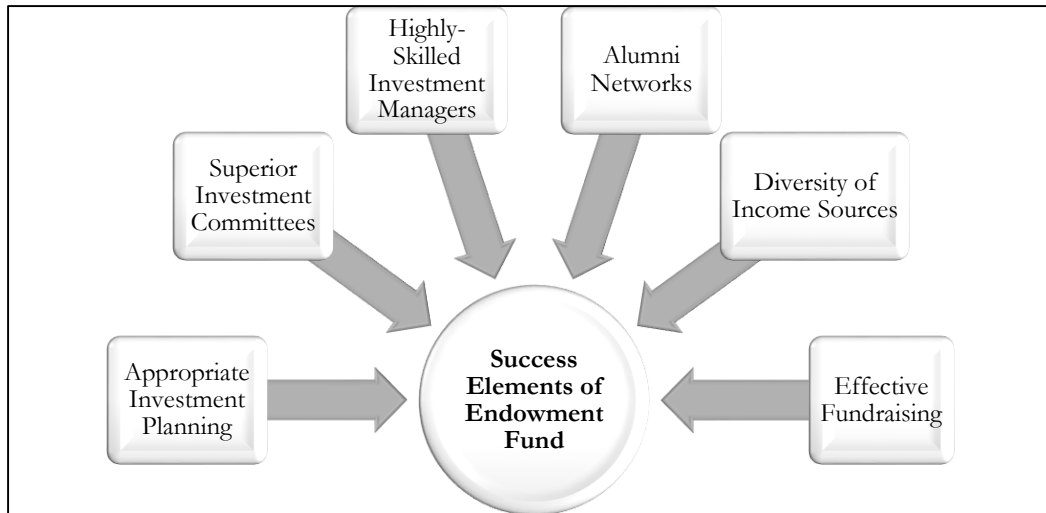 Highly-
Skilled
Investment
Managers
Alumni
Networks
Superior
Investment
Committees
Diversity of
Income Sources
Appropriate
Investment
Planning
Success
Elements of
Endowment
Fund
Effective
Fundraising